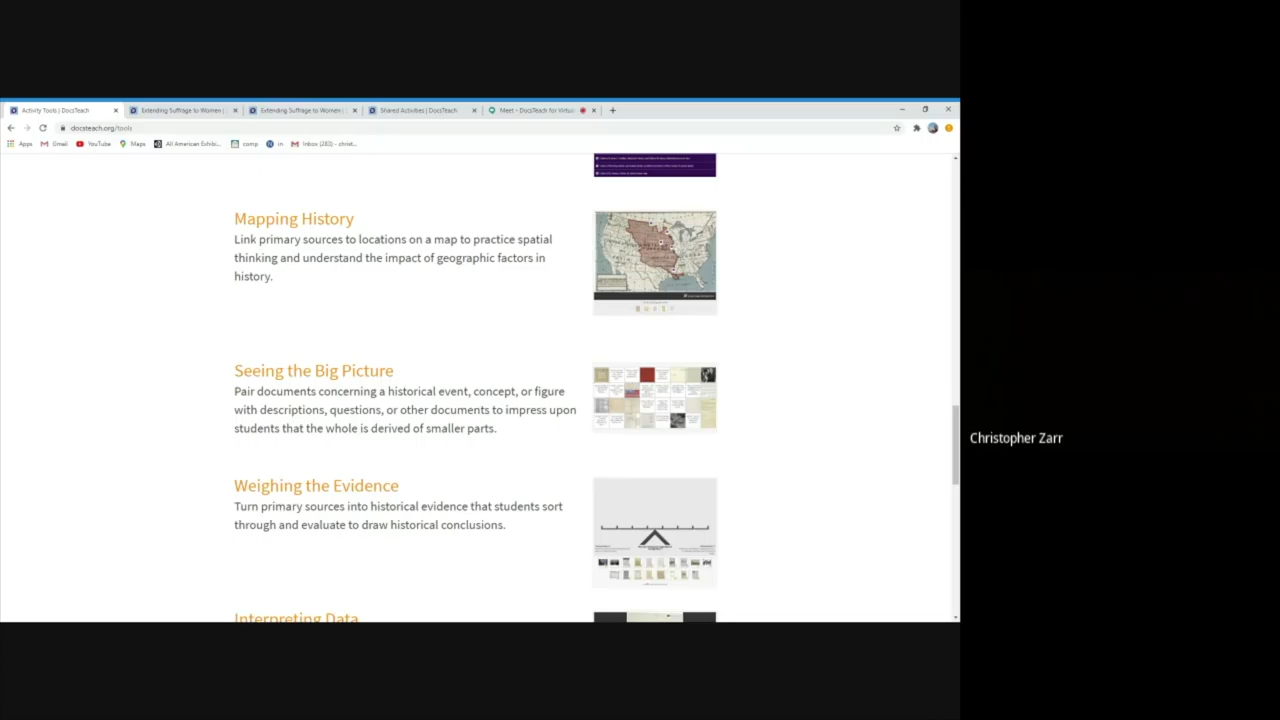 Activity Tools | DocsTeach
Extending Suffrage to Women |
Extending Suffrage to Women |
Shared Activities | DocsTeach
Meet - DocsTeach for Virtu
docsteach.org/tools
Apps
Gmail
YouTube
Maps
All American Exhibi...
comp
in
Inbox (280) - christ...
Mapping History
Link primary sources to locations on a map to practice spatial
thinking and understand the impact of geographic factors in
history.
Seeing the Big Picture
Pair documents concerning a historical event, concept, or figure
with descriptions, questions, or other documents to impress upon
students that the whole is derived of smaller parts.
Weighing the Evidence
Turn primary sources into historical evidence that students sort
through and evaluate to draw historical conclusions.
Interpreting Data
Christopher Zarr